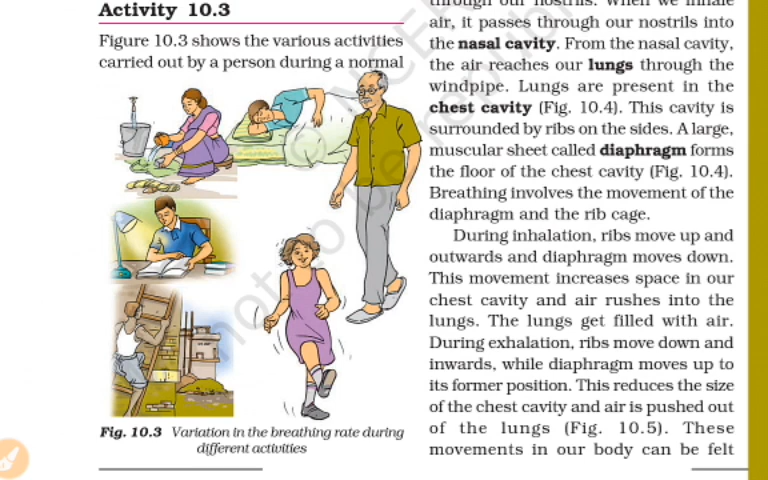 Activity 10.3
Figure 10.3 shows the various activities
carried out by a person during a normal
Fig. 10.3 Variation in the breathing rate during
different activities
air, it passes through our nostrils into
the nasal cavity. From the nasal cavity,
the air reaches our lungs through the
windpipe. Lungs are present in the
chest cavity (Fig. 10.4). This cavity is
surrounded by ribs on the sides. A large,
muscular sheet called diaphragm forms
the floor of the chest cavity (Fig. 10.4).
Breathing involves the movement of the
diaphragm and the rib cage.
During inhalation, ribs move up and
outwards and diaphragm moves down.
This movement increases space in our
chest cavity and air rushes into the
lungs. The lungs get filled with air.
During exhalation, ribs move down and
inwards, while diaphragm moves up to
its former position. This reduces the size
of the chest cavity and air is pushed out
of the lungs (Fig. 10.5). These
movements in our body can be felt